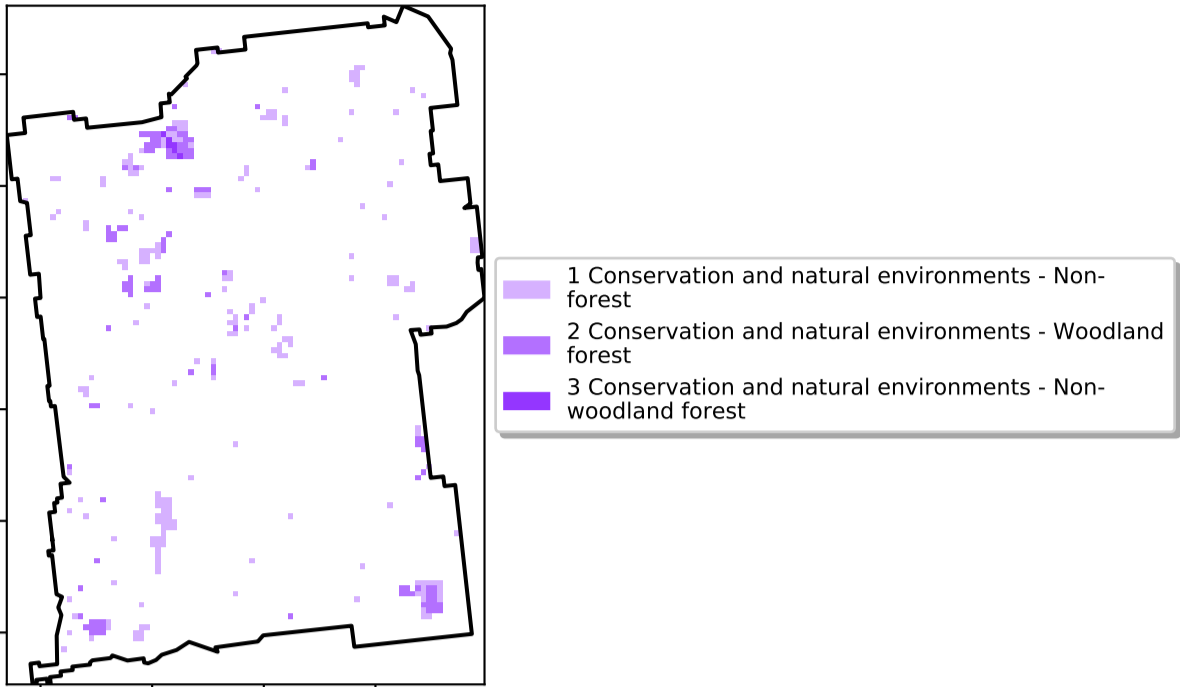 1 Conservation and natural environments - Non-
forest
2 Conservation and natural environments - Woodland
forest
3 Conservation and natural environments - Non-
woodland forest